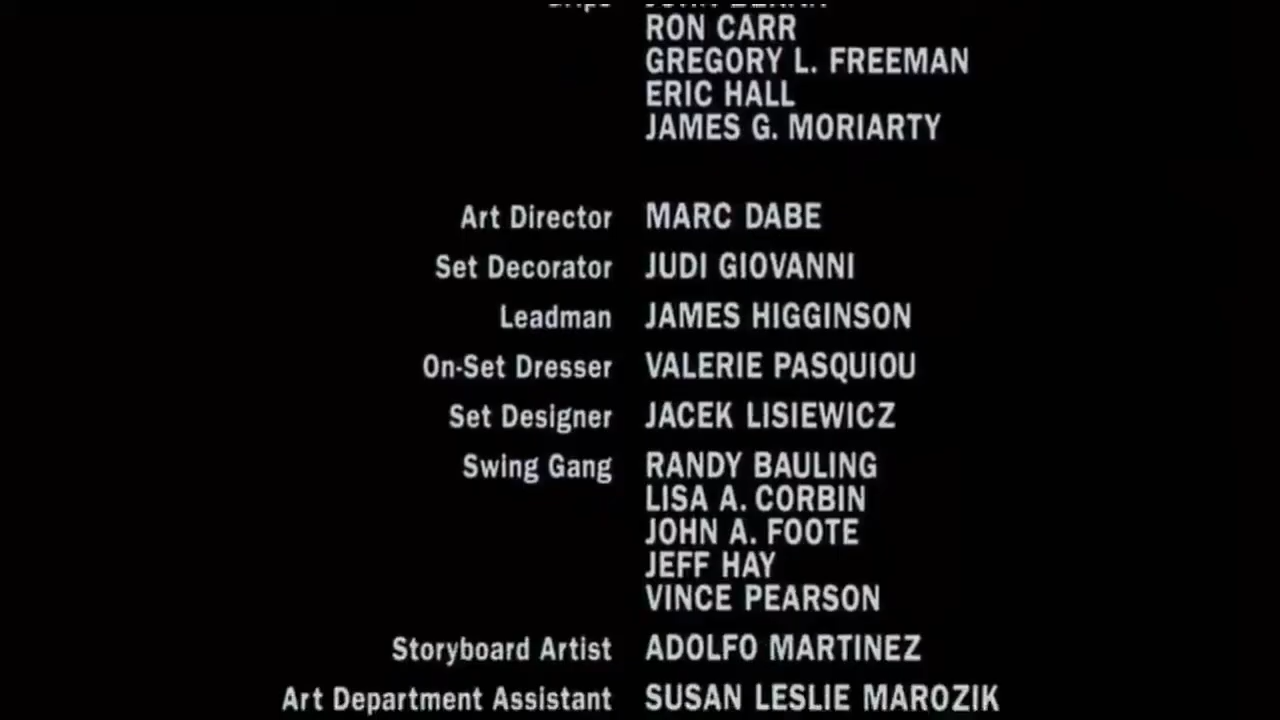 RON CARR
GREGORY L. FREEMAN
ERIC HALL
JAMES G. MORIARTY
Art Director MARC DABE
Set Decorator JUDI GIOVANNI
Leadman JAMES HIGGINSON
On-Set Dresser VALERIE PASQUIOU
Set Designer JACEK LISIEWICZ
Swing Gang RANDY BAULING
LISA A. CORBIN
JOHN A. FOOTE
JEFF HAY
VINCE PEARSON
Storyboard Artist ADOLFO MARTINEZ
Art Department Assistant SUSAN LESLIE MAROZIK